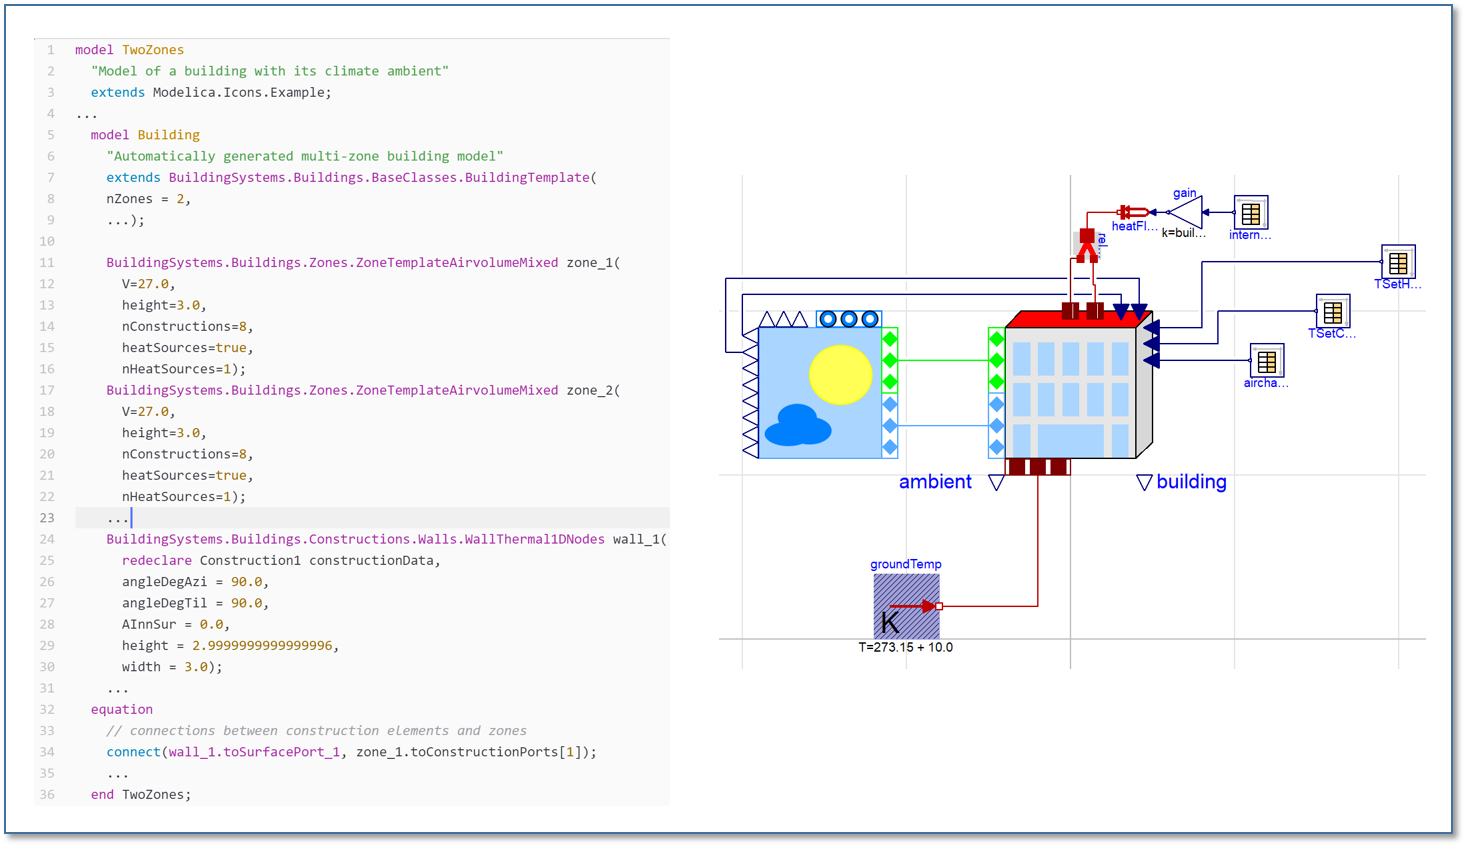 1 model TwoZones
2 "Model of a building with its climate ambient"
3 extends Modelica.Icons.Example;
4 ...
5 model Building
6 "Automatically generated multi-zone building model"
7 extends BuildingSystems.Buildings.BaseClasses.BuildingTemplate(
8 nZones = 2,
9 ...);
10
11 BuildingSystems.Buildings.Zones.ZoneTemplateAirvolumeMixed zone_1(
12 V=27.0,
13 height=3.0,
14 nConstructions=8,
15 heatSources=true,
16 nHeatSources=1);
17 BuildingSystems.Buildings.Zones.ZoneTemplateAirvolumeMixed zone_2(
18 V=27.0,
19 height=3.0,
20 nConstructions=8,
21 heatSources=true,
22 nHeatSources=1);
23 ...
24 BuildingSystems.Buildings.Constructions.Walls.WallThermal1DNodes wall_1(
25 redeclare Construction1 constructionData,
26 angleDegAzi = 90.0,
27 angleDegTil = 90.0,
28 AInnSur = 0.0,
29 height = 2.9999999999999996,
30 width = 3.0);
31 ...
32 equation
33 // connections between construction elements and zones
34 connect(wall_1.toSurfacePort_1, zone_1.toConstructionPorts[1]);
35 ...
36 end TwoZones;
gain
heatFl...
k=buil...
intern...
TSetH...
TSetC...
aircha...
ambient
building
groundTemp
K
T=273.15 + 10.0